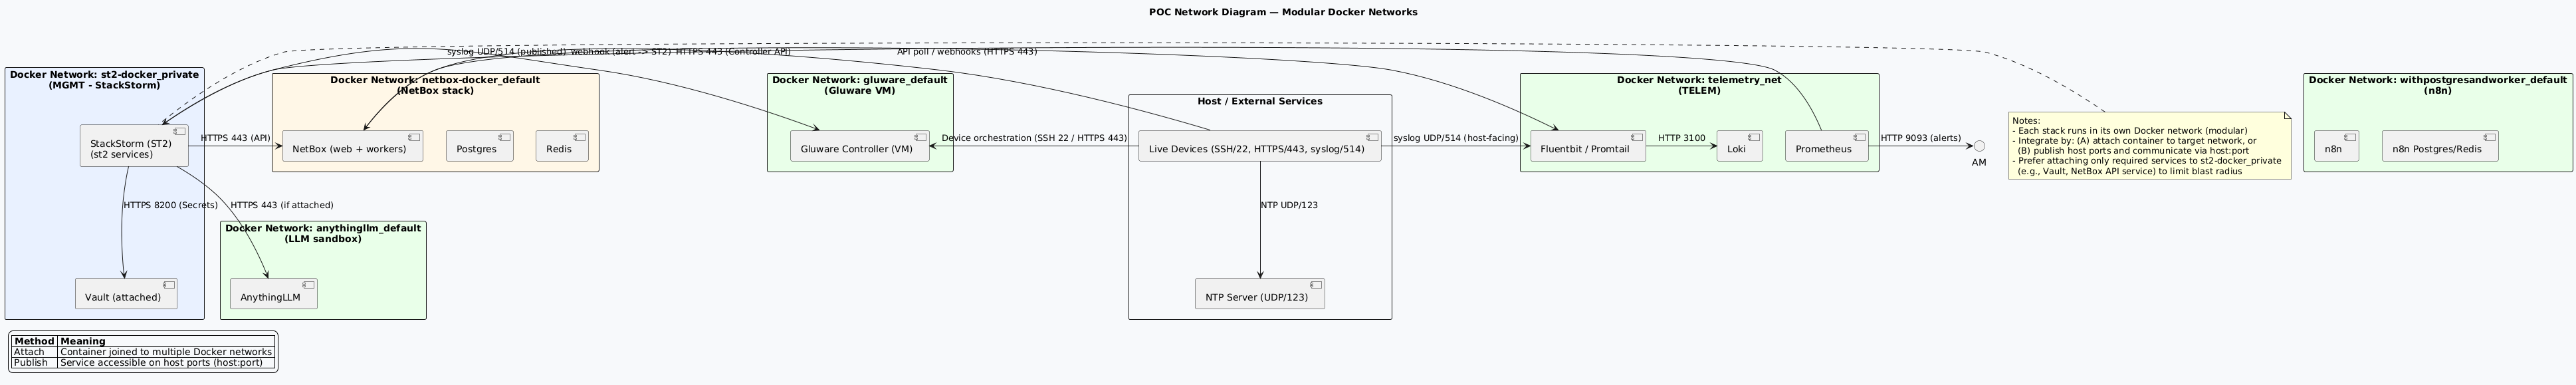 POC Network Diagram — Modular Docker Networks
syslog UDP/514 (published)
webhook (alert -> ST2)
HTTPS 443 (Controller API)
API poll / webhooks (HTTPS 443)
Docker Network: st2-docker_private
(MGMT - StackStorm)
Docker Network: netbox-docker_default
(NetBox stack)
Docker Network: gluware_default
(Gluware VM)
Host / External Services
Docker Network: telemetry_net
(TELEM)
Docker Network: withpostgresandworker_default
(n8n)
StackStorm (ST2)
(st2 services)
HTTPS 443 (API)
NetBox (web + workers)
Postgres
Redis
Gluware Controller (VM)
Device orchestration (SSH 22 / HTTPS 443)
Live Devices (SSH/22, HTTPS/443, syslog/514)
syslog UDP/514 (host-facing)
Fluentbit / Promtail
HTTP 3100
Loki
Prometheus
HTTP 9093 (alerts)
AM
Notes:
- Each stack runs in its own Docker network (modular)
- Integrate by: (A) attach container to target network, or
(B) publish host ports and communicate via host:port
- Prefer attaching only required services to st2-docker_private
(e.g., Vault, NetBox API service) to limit blast radius
n8n
n8n Postgres/Redis
HTTPS 8200 (Secrets)
HTTPS 443 (if attached)
NTP UDP/123
Docker Network: anythingllm_default
(LLM sandbox)
Vault (attached)
AnythingLLM
NTP Server (UDP/123)
Method Meaning
Attach Container joined to multiple Docker networks
Publish Service accessible on host ports (host:port)